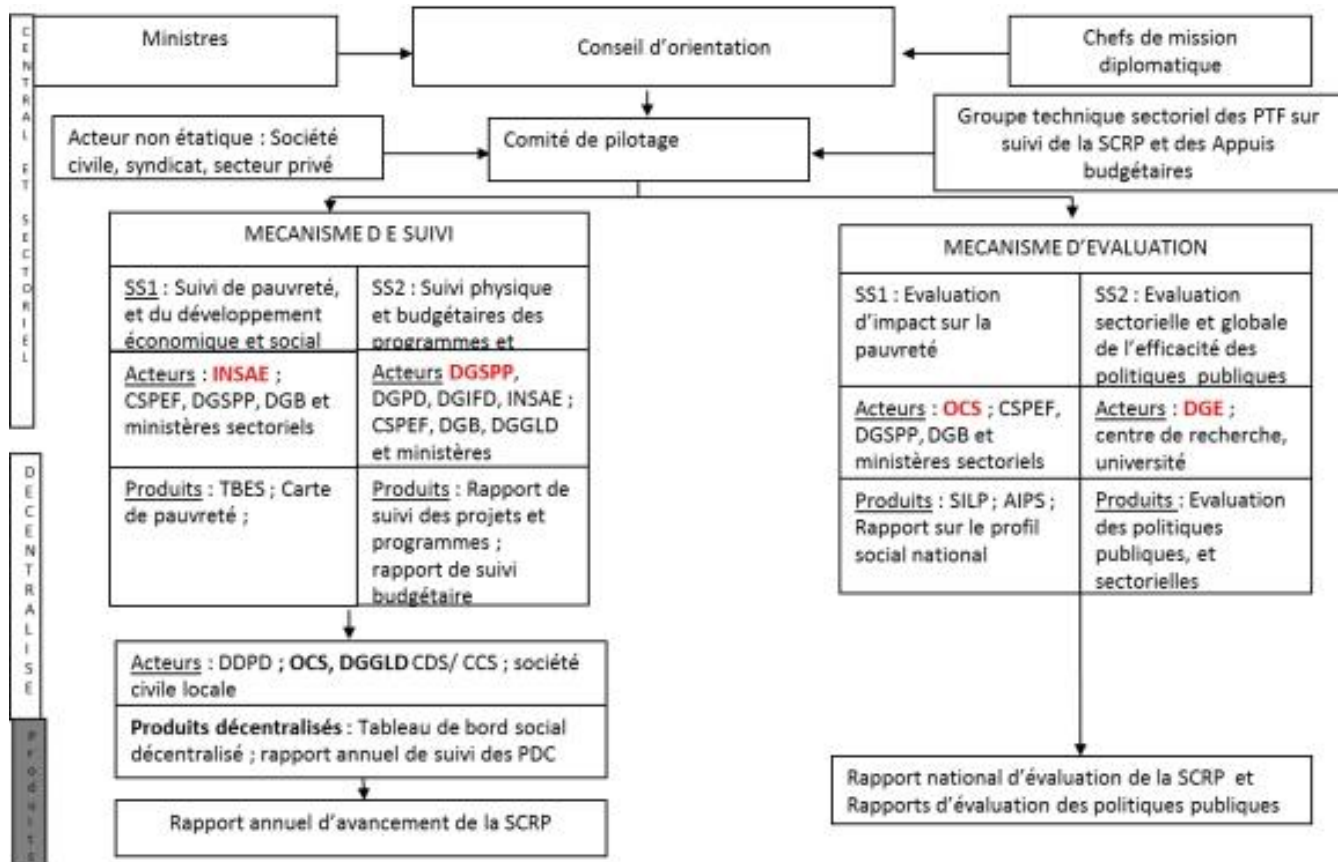 CENTRAL ET SECTORIEL
Ministres
Conseil d'orientation
Chefs de mission
diplomatique
Acteur non étatique : Société
civile, syndicat, secteur privé
Comité de pilotage
Groupe technique sectoriel des PTF sur
suivi de la SCRP et des Appuis
budgétaires
MECANISME D E SUIVI
SS1 : Suivi de pauvreté,
et du développement
économique et social
SS2 : Suivi physique
et budgétaires des
programmes et
Acteurs : INSAE ;
CSPEF, DGSPP, DGB et
ministères sectoriels
Acteurs DGSPP,
DGPD, DGIFD, INSAE ;
CSPEF, DGB, DGGLD
et ministères
Produits : TBES ; Carte
de pauvreté ;
Produits : Rapport de
suivi des projets et
programmes ;
rapport de suivi
budgétaire
MECANISME D'EVALUATION
SS1 : Evaluation
d'impact sur la
pauvreté
SS2 : Evaluation
sectorielle et globale
de l'efficacité des
politiques publiques
Acteurs : OCS ; CSPEF,
DGSPP, DGB et
ministères sectoriels
Acteurs : DGE ;
centre de recherche,
université
Produits : SILP ; AIPS ;
Rapport sur le profil
social national
Produits : Evaluation
des politiques
publiques, et
sectorielles
DECENTRALISE
Acteurs : DDPD ; OCS, DGGLD CDS/ CCS ; société
civile locale
Produits décentralisés : Tableau de bord social
décentralisé ; rapport annuel de suivi des PDC
Produits
Rapport annuel d'avancement de la SCRP
Rapport national d'évaluation de la SCRP et
Rapports d'évaluation des politiques publiques